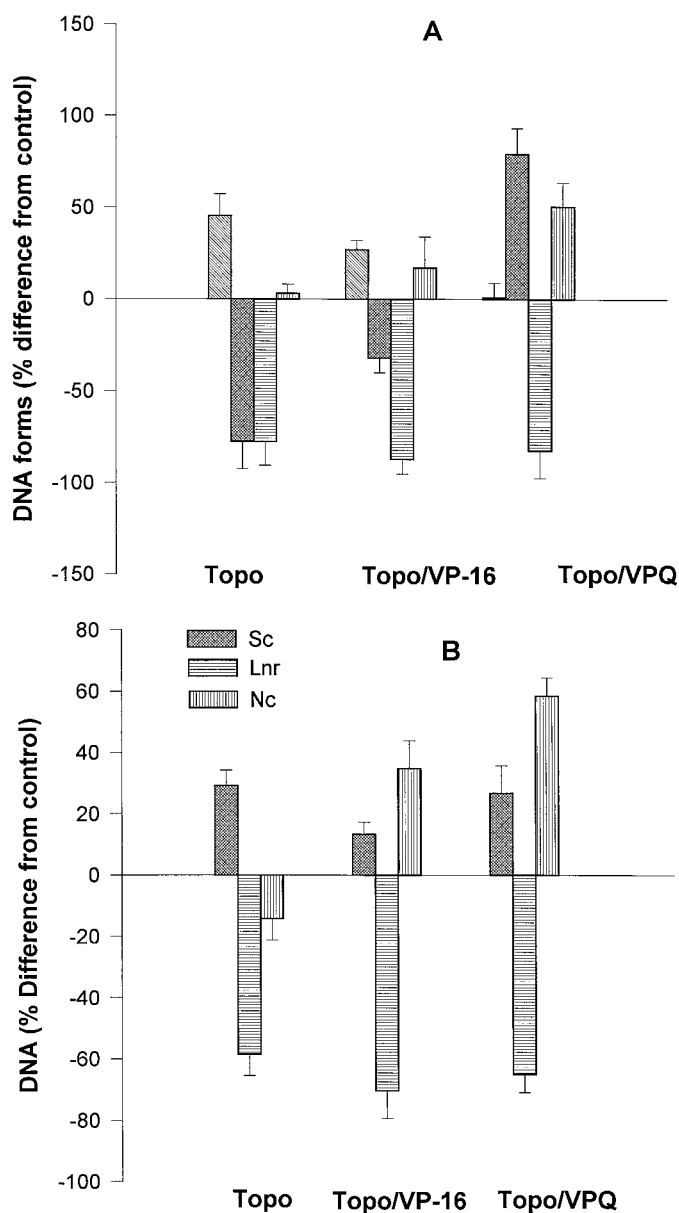 A
DNA forms (% difference from control)
150
100
50
0
-50
-100
-150
Topo Topo/VP-16 Topo/VPQ
B
DNA (% Difference from control)
80
60
40
20
0
-20
-40
-60
-80
-100
Sc
Lnr
Nc
Topo Topo/VP-16 Topo/VPQ